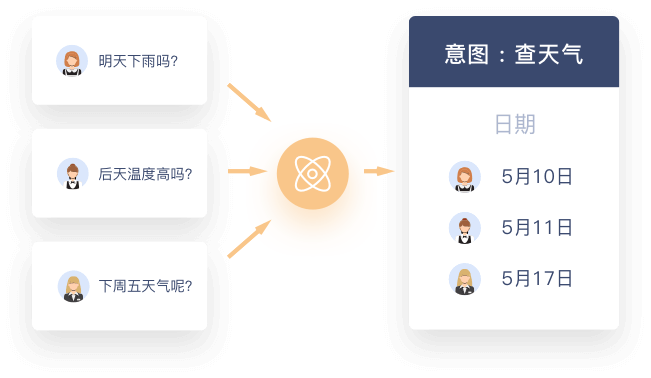 明天下雨吗?
后天温度高吗?
下周五天气呢?
意图：查天气
日期
5月10日
5月11日
5月17日